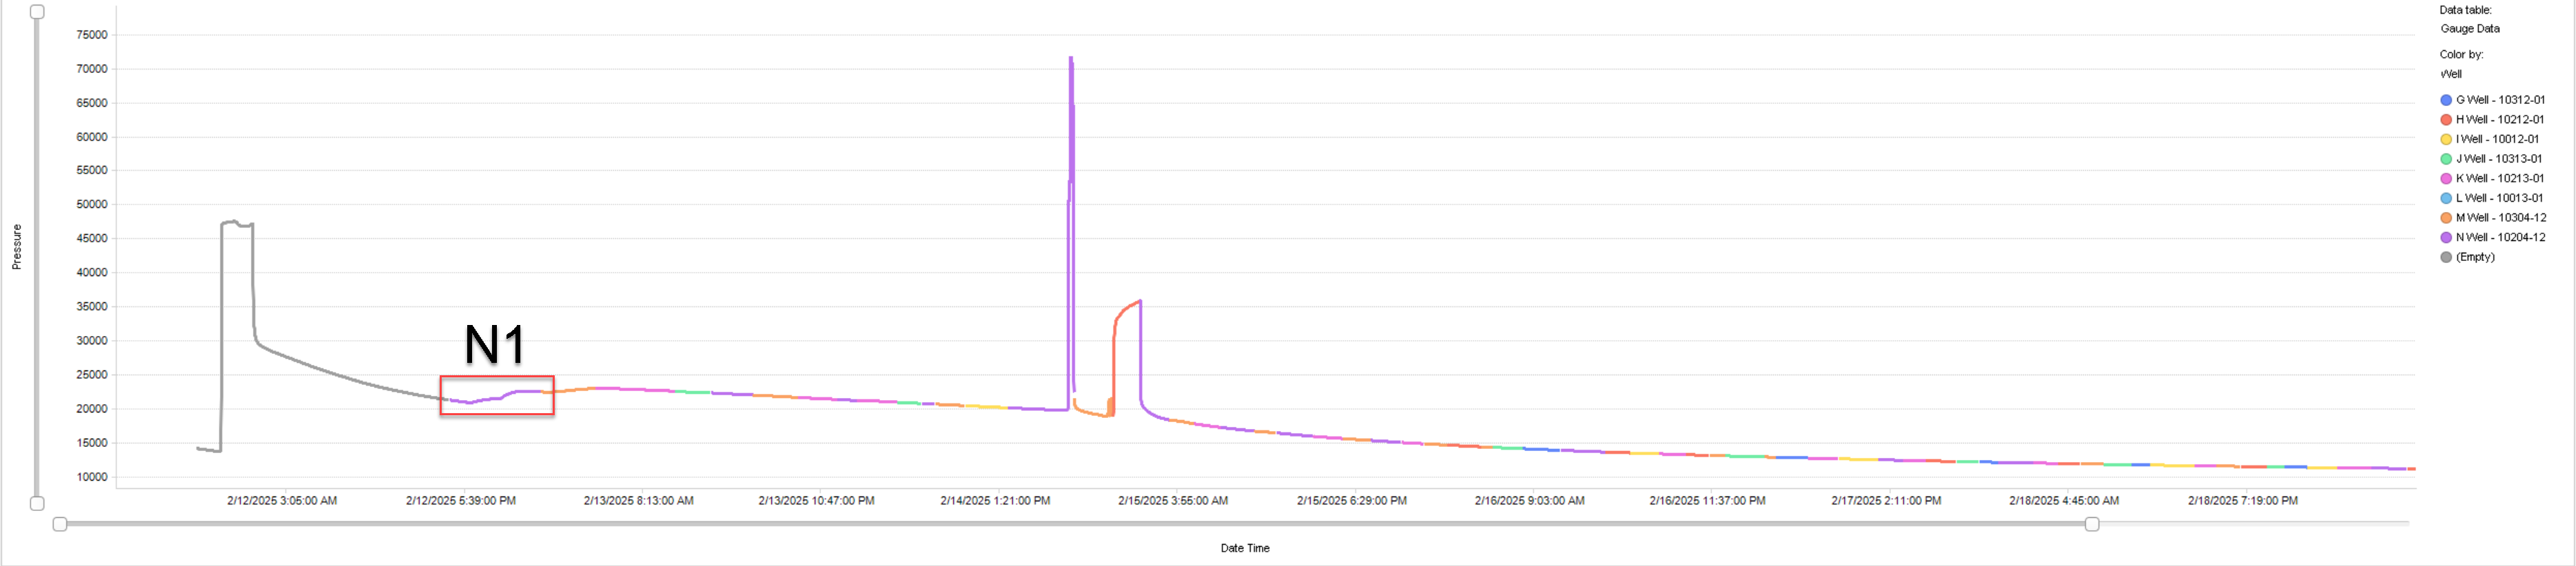 Pressure
75000
70000
65000
60000
55000
50000
45000
40000
35000
30000
25000
20000
15000
10000
N1
2/12/2025 3:05:00 AM
2/12/2025 5:39:00 PM
2/13/2025 8:13:00 AM
2/13/2025 10:47:00 PM
2/14/2025 1:21:00 PM
2/15/2025 3:55:00 AM
2/15/2025 6:29:00 PM
2/16/2025 9:03:00 AM
2/16/2025 11:37:00 PM
2/17/2025 2:11:00 PM
2/18/2025 4:45:00 AM
2/18/2025 7:19:00 PM
Date Time
Data table:
Gauge Data
Color by:
Well
G Well - 10312-01
H Well - 10212-01
I Well - 10012-01
J Well - 10313-01
K Well - 10213-01
L Well - 10013-01
M Well - 10304-12
N Well - 10204-12
(Empty)